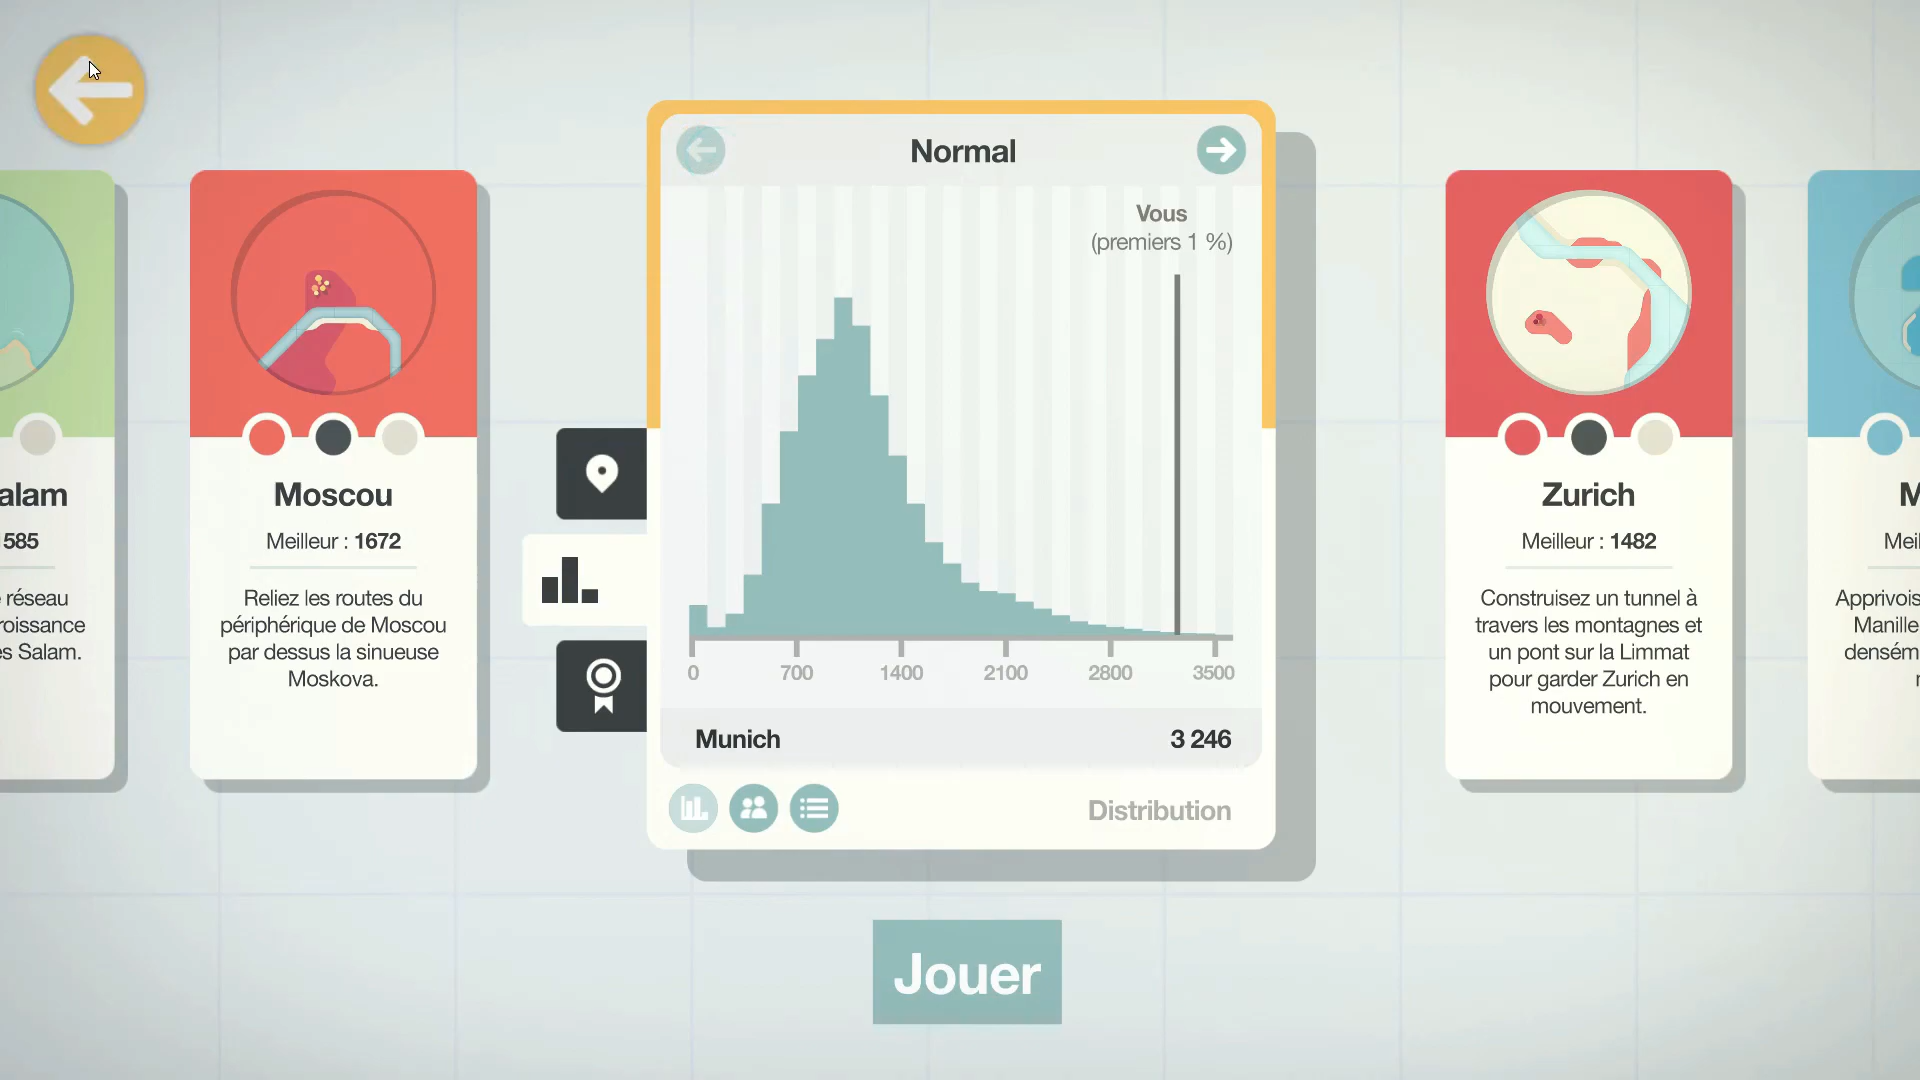 Normal
Vous
(premiers 1 %)
0
700
1400
2100
2800
3500
Munich
3 246
Distribution
Jouer
alam
585
réseau
roissance
es Salam.
Moscou
Meilleur : 1672
Reliez les routes du
périphérique de Moscou
par dessus la sinueuse
Moskova.
Zurich
Meilleur : 1482
Construisez un tunnel à
travers les montagnes et
un pont sur la Limmat
pour garder Zurich en
mouvement.
M
Meil
Apprivois
Manille
densém